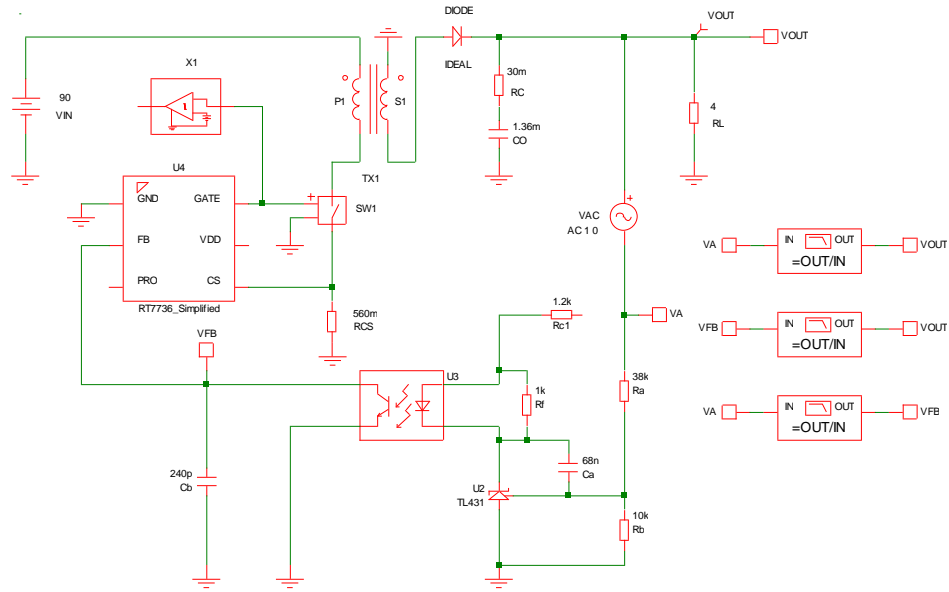 DIODE
VOUT
VOUT
IDEAL
X1
90
VIN
P1
S1
30m
RC
1.36m
CO
4
RL
TX1
U4
GND
GATE
FB
VDD
PRO
CS
RT7736_Simplified
SW1
VAC
AC 1 0
VA
IN
OUT
VOUT
=OUT/IN
560m
RCS
1.2k
Rc1
VA
VFB
IN
OUT
VOUT
=OUT/IN
VFB
U3
1k
Rf
38k
Ra
VA
IN
OUT
VFB
=OUT/IN
240p
Cb
68n
Ca
U2
TL431
10k
Rb